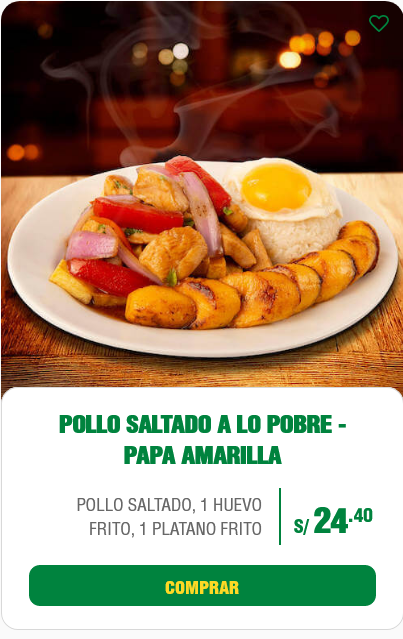 POLLO SALTADO A LO POBRE -
PAPA AMARILLA
POLLO SALTADO, 1 HUEVO
FRITO, 1 PLATANO FRITO
S/ 24.40
COMPRAR